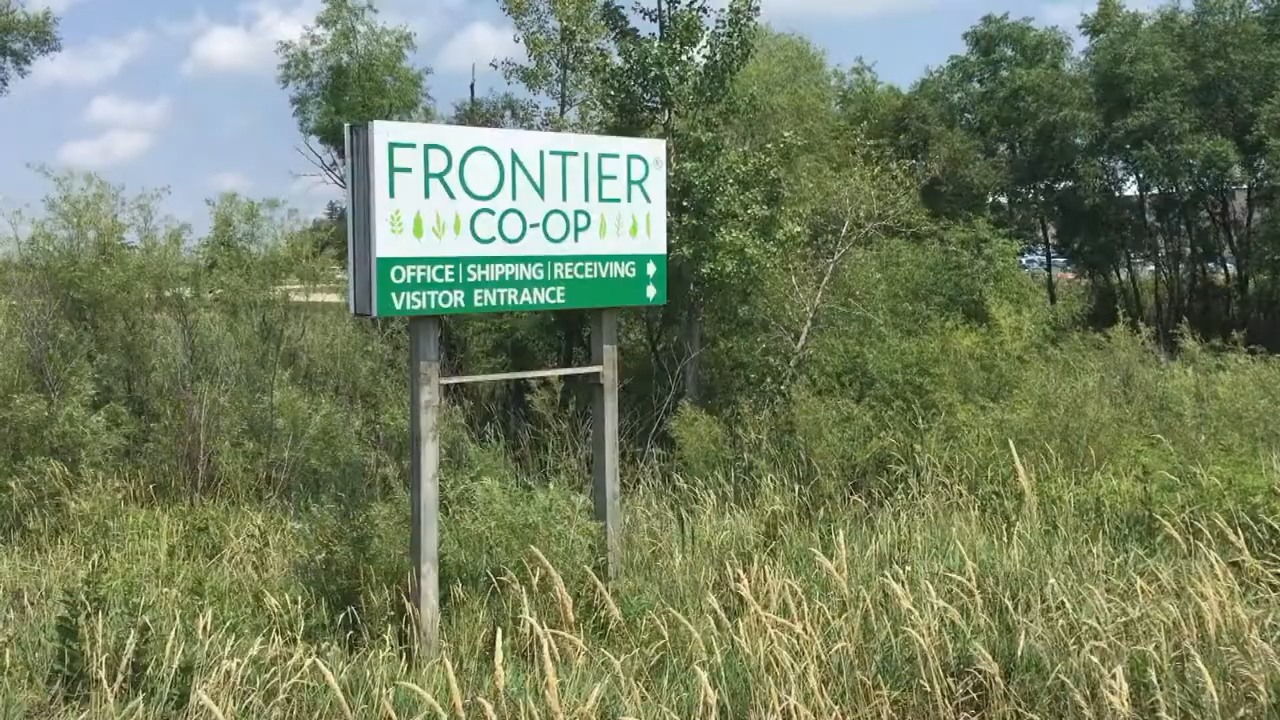 FRONTIER®
CO-OP
OFFICE | SHIPPING | RECEIVING
VISITOR ENTRANCE